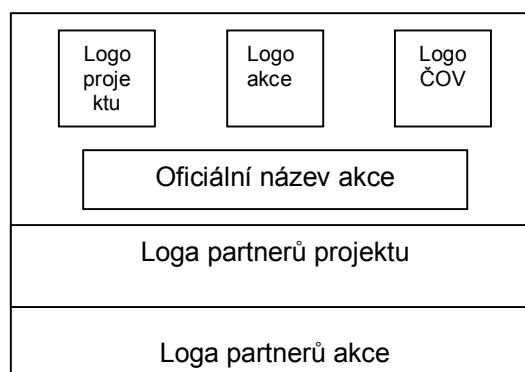 Logo
proje
ktu
Logo
akce
Logo
ČOV
Oficiální název akce
Loga partnerů projektu
Loga partnerů akce